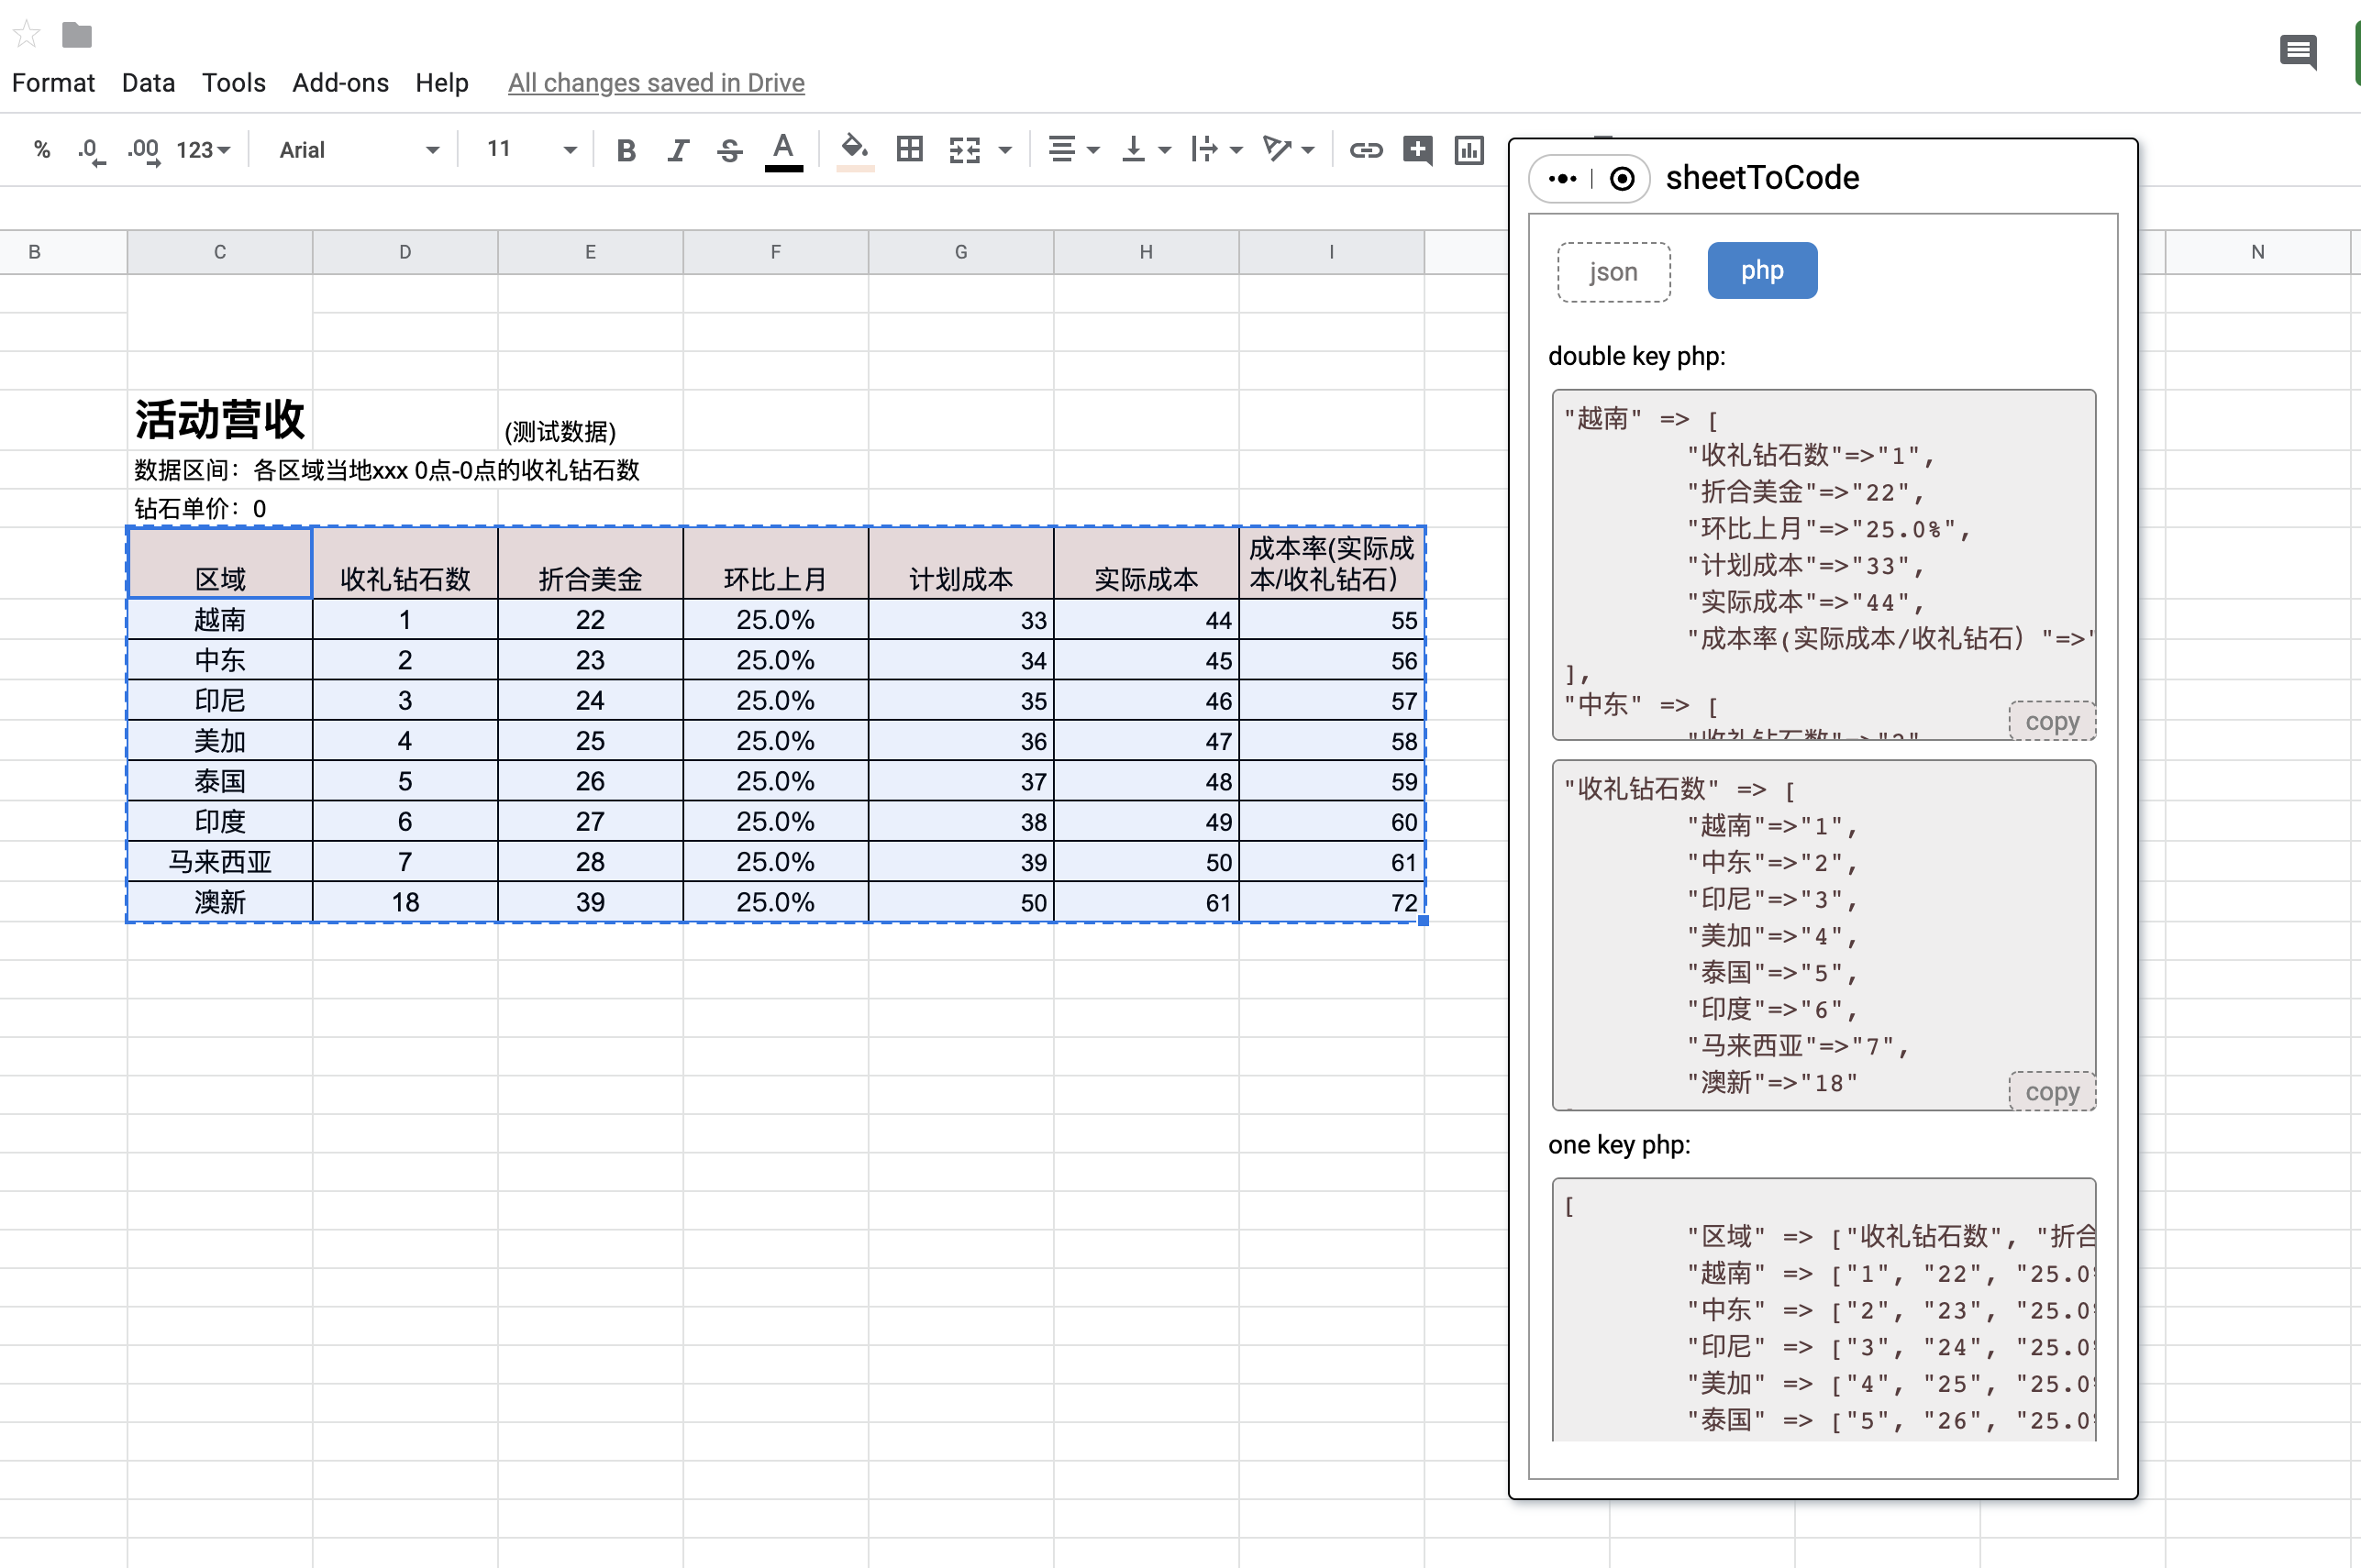 Format Data Tools Add-ons Help All changes saved in Drive
% .0 .00 123 Arial 11 B I S A
B C D E F G H I N
活动营收 (测试数据)
数据区间：各区域当地xxx 0点-0点的收礼钻石数
钻石单价：0
区域 收礼钻石数 折合美金 环比上月 计划成本 实际成本 成本率(实际成本/收礼钻石）
越南 1 22 25.0% 33 44 55
中东 2 23 25.0% 34 45 56
印尼 3 24 25.0% 35 46 57
美加 4 25 25.0% 36 47 58
泰国 5 26 25.0% 37 48 59
印度 6 27 25.0% 38 49 60
马来西亚 7 28 25.0% 39 50 61
澳新 18 39 25.0% 50 61 72
sheetToCode
json php
double key php:
"越南" => [
"收礼钻石数"=>"1",
"折合美金"=>"22",
"环比上月"=>"25.0%",
"计划成本"=>"33",
"实际成本"=>"44",
"成本率(实际成本/收礼钻石）"=>"
],
"中东" => [
"收礼钻石数"=>"2"
copy
"收礼钻石数" => [
"越南"=>"1",
"中东"=>"2",
"印尼"=>"3",
"美加"=>"4",
"泰国"=>"5",
"印度"=>"6",
"马来西亚"=>"7",
"澳新"=>"18"
copy
one key php:
[
"区域" => ["收礼钻石数", "折合
"越南" => ["1", "22", "25.0
"中东" => ["2", "23", "25.0
"印尼" => ["3", "24", "25.0
"美加" => ["4", "25", "25.0
"泰国" => ["5", "26", "25.0